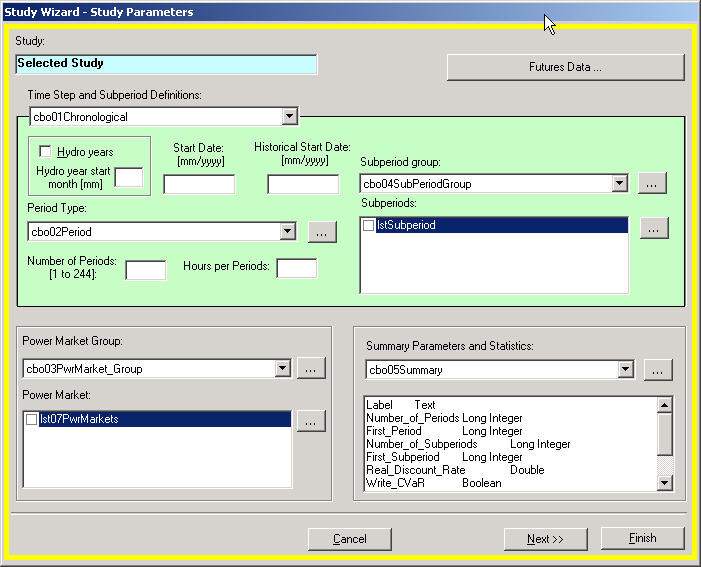 Study Wizard - Study Parameters
Study:
Selected Study
Futures Data ...
Time Step and Subperiod Definitions:
cbo01Chronological
Hydro years
Hydro year start
month [mm]
Start Date:
[mm/yyyy]
Historical Start Date:
[mm/yyyy]
Subperiod group:
cbo04SubPeriodGroup
...
Period Type:
cbo02Period
...
Subperiods:
lstSubperiod
...
Number of Periods:
[1 to 244]:
Hours per Periods:
Power Market Group:
cbo03PwrMarket_Group
...
Power Market:
lst07PwrMarkets
...
Summary Parameters and Statistics:
cbo05Summary
...
Label Text
Number_of_Periods Long Integer
First_Period Long Integer
Number_of_Subperiods Long Integer
First_Subperiod Long Integer
Real_Discount_Rate Double
Write_CVaR Boolean
Cancel
Next >>
Finish